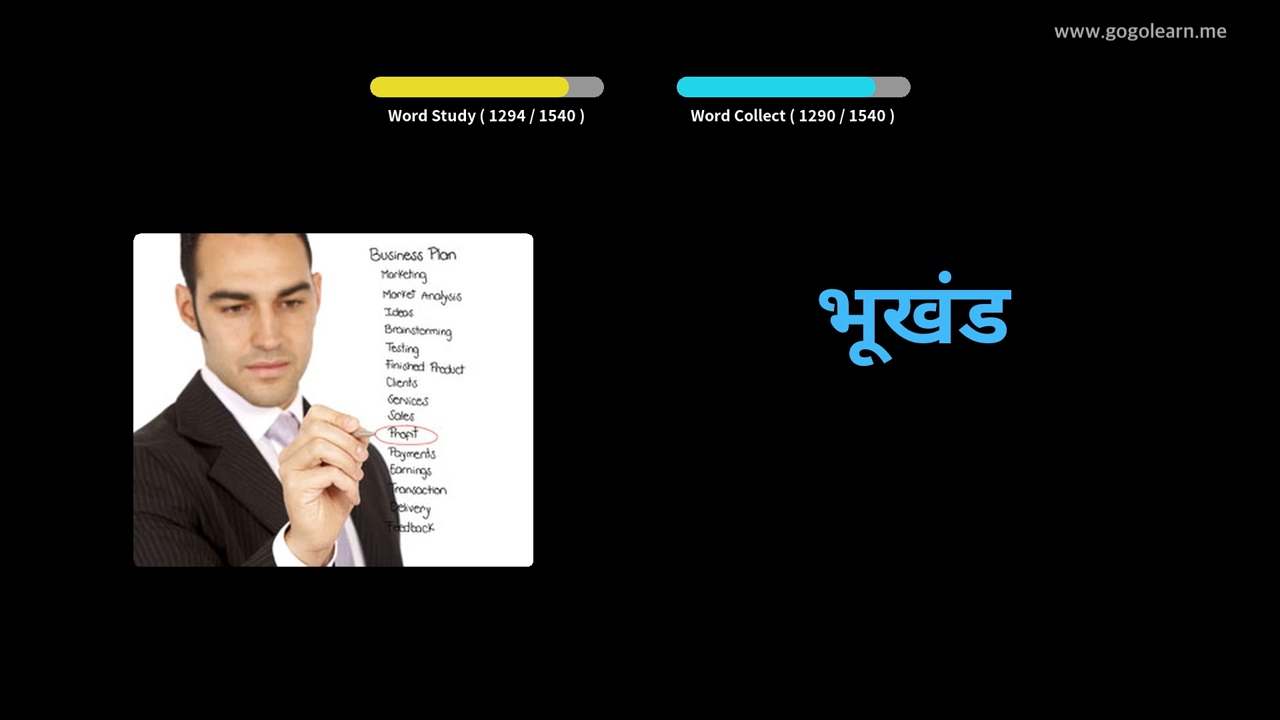 www.gogolearn.me
Word Study ( 1294 / 1540 )
Word Collect ( 1290 / 1540 )
Business Plan
Marketing
Market Analysis
Ideas
Brainstorming
Testing
Finished Product
Clients
Services
Sales
Profit
Payments
Earnings
Transaction
Delivery
Feedback
भूखंड